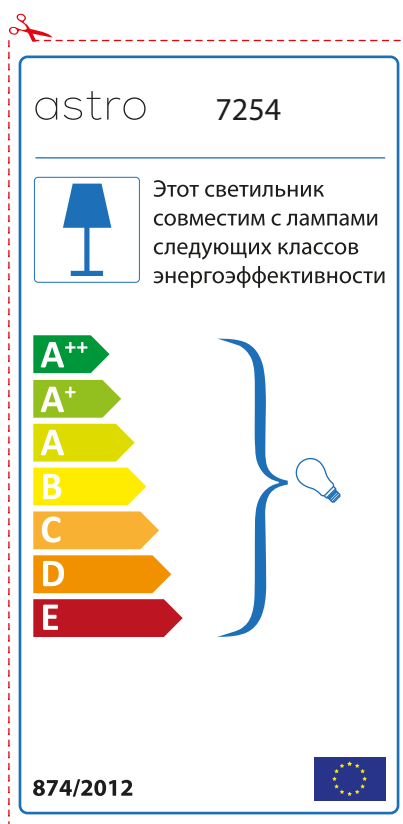 astro 7254
Этот светильник
совместим с лампами
следующих классов
энергоэффективности
A++
A+
A
B
C
D
E
874/2012